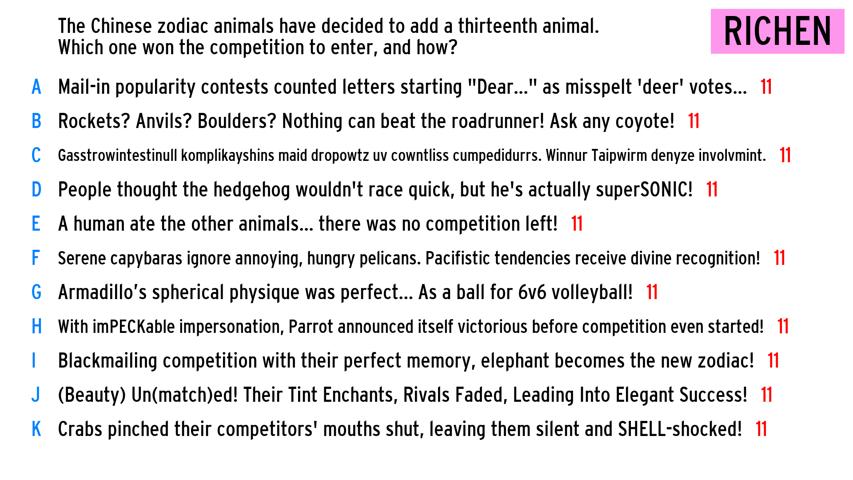 The Chinese zodiac animals have decided to add a thirteenth animal.
Which one won the competition to enter, and how?
RICHEN
A Mail-in popularity contests counted letters starting "Dear..." as misspelt 'deer' votes... 11
B Rockets? Anvils? Boulders? Nothing can beat the roadrunner! Ask any coyote! 11
C Gasstrowintestinull komplikayshins maid dropowtz uv cowntliss cumpedidurrs. Winnur Taipwirm denyze involvmint. 11
D People thought the hedgehog wouldn't race quick, but he's actually superSONIC! 11
E A human ate the other animals... there was no competition left! 11
F Serene capybaras ignore annoying, hungry pelicans. Pacifistic tendencies receive divine recognition! 11
G Armadillo’s spherical physique was perfect... As a ball for 6v6 volleyball! 11
H With imPECKable impersonation, Parrot announced itself victorious before competition even started! 11
I Blackmailing competition with their perfect memory, elephant becomes the new zodiac! 11
J (Beauty) Un(match)ed! Their Tint Enchants, Rivals Faded, Leading Into Elegant Success! 11
K Crabs pinched their competitors' mouths shut, leaving them silent and SHELL-shocked! 11